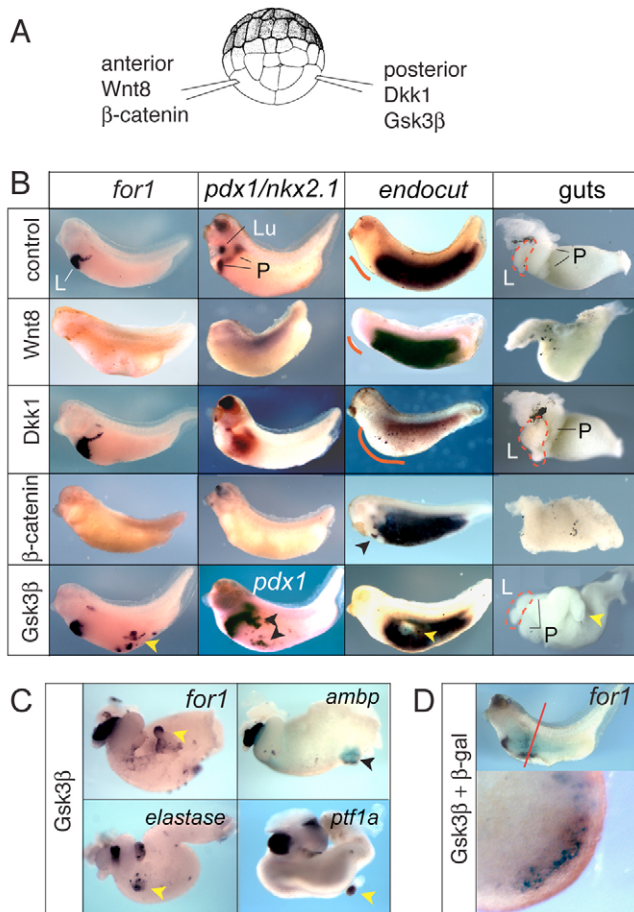 A
anterior
Wnt8
β-catenin
posterior
Dkk1
Gsk3β
B
for1 pdx1/nkx2.1 endocut guts
control
L
Lu
P
L
P
Wnt8
Dkk1
L
P
β-catenin
Gsk3β
pdx1
L
P
C
Gsk3β
for1
ambp
elastase
ptf1a
D
Gsk3β + β-gal
for1